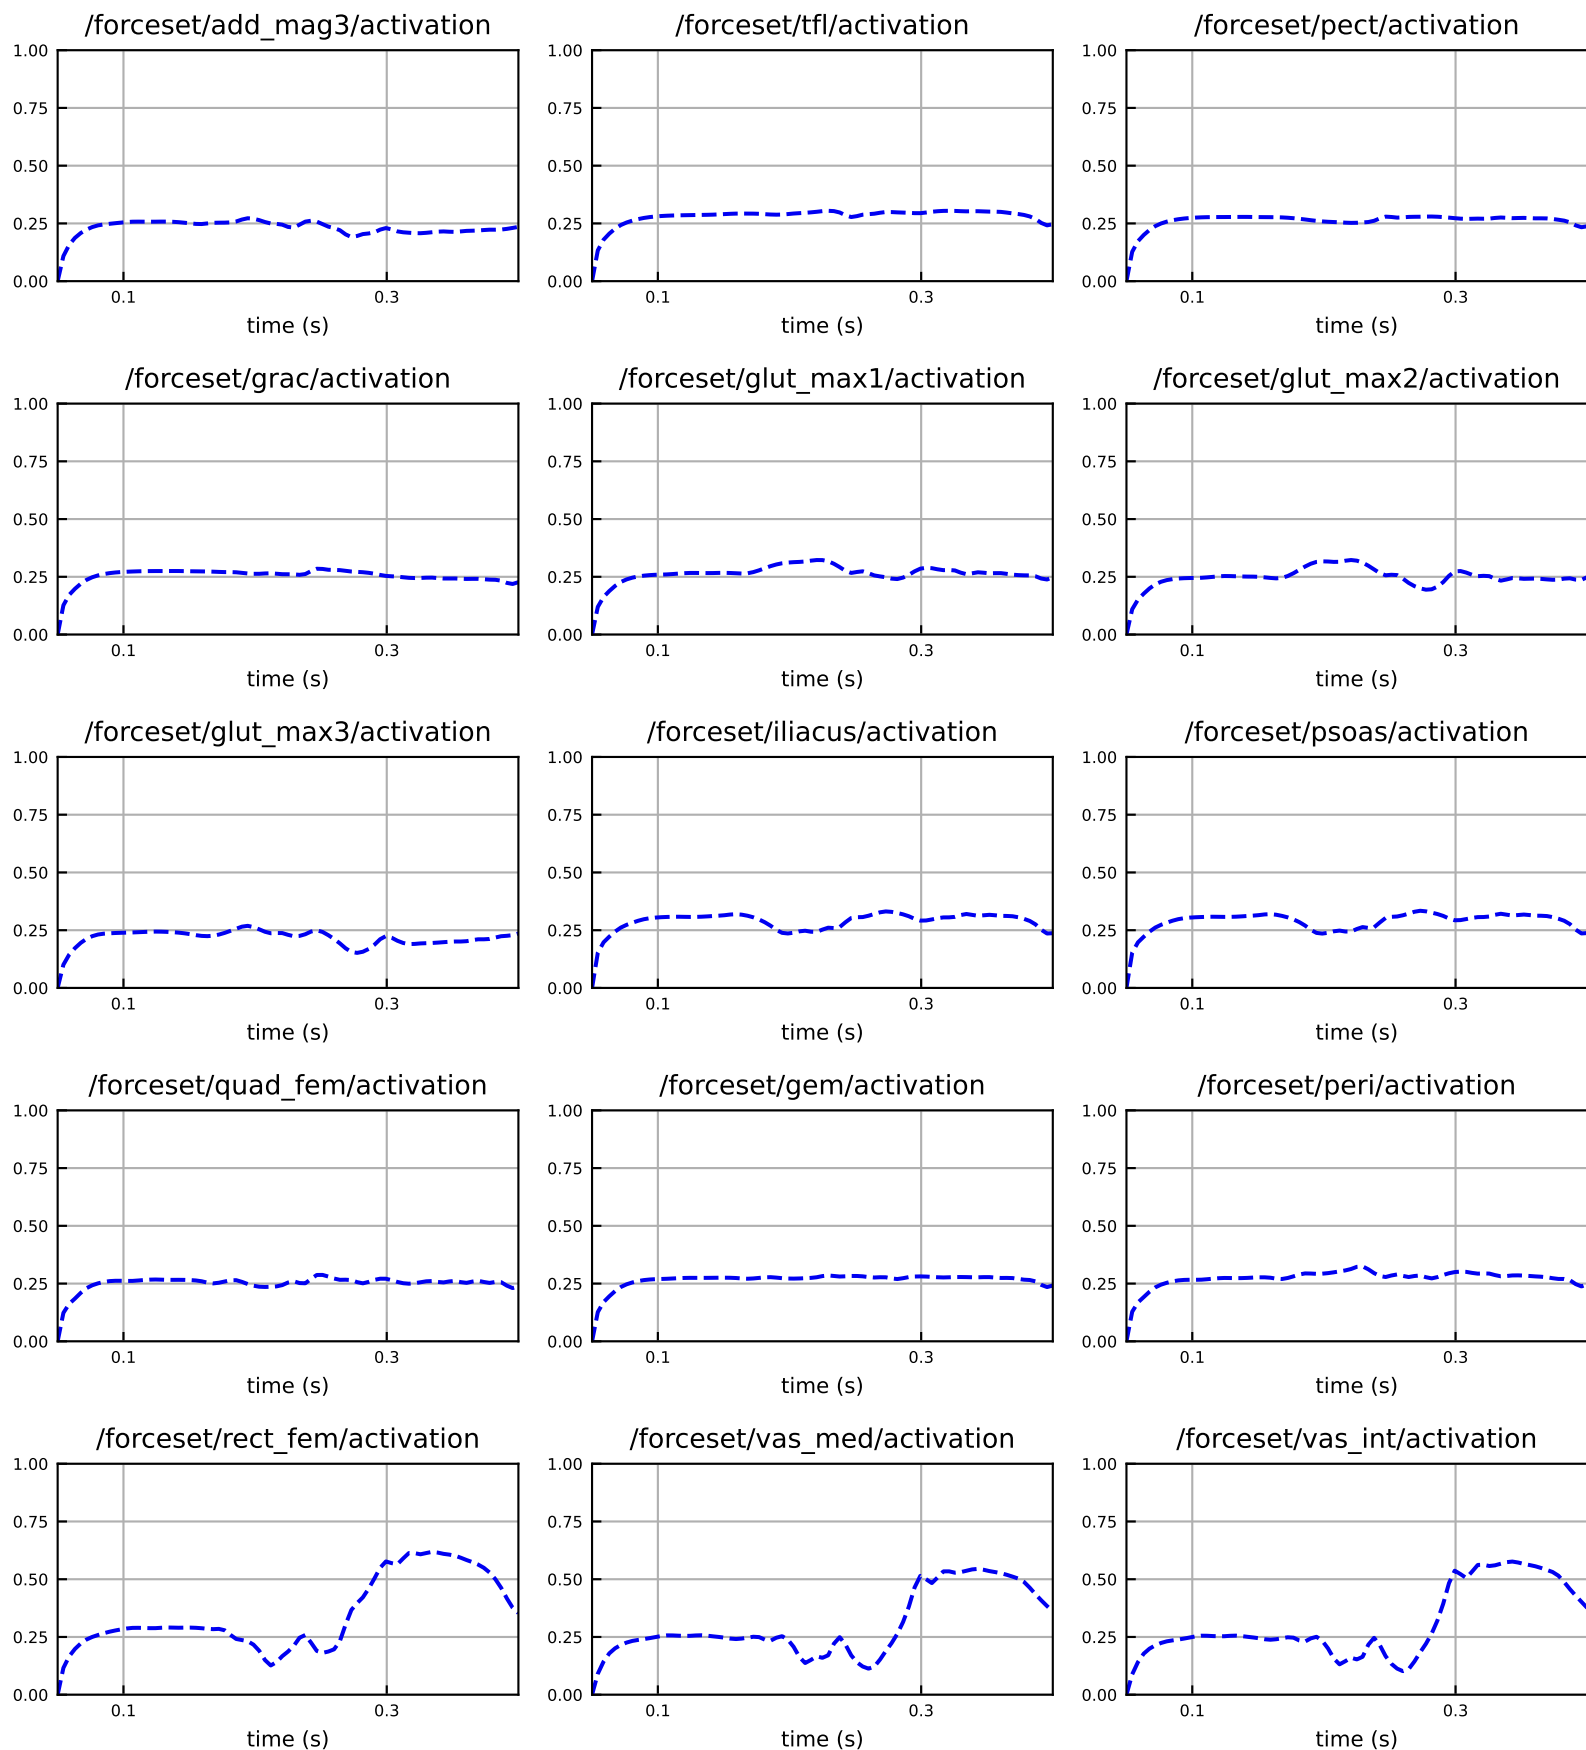 /forceset/add_mag3/activation /forceset/tfl/activation /forceset/pect/activation
1.00 1.00 1.00
0.75 0.75 0.75
0.50 0.50 0.50
0.25 0.25 0.25
0.00 0.00 0.00
0.1 0.3 0.1 0.3 0.1 0.3
time (s) time (s) time (s)
/forceset/grac/activation /forceset/glut_max1/activation /forceset/glut_max2/activation
1.00 1.00 1.00
0.75 0.75 0.75
0.50 0.50 0.50
0.25 0.25 0.25
0.00 0.00 0.00
0.1 0.3 0.1 0.3 0.1 0.3
time (s) time (s) time (s)
/forceset/glut_max3/activation /forceset/iliacus/activation /forceset/psoas/activation
1.00 1.00 1.00
0.75 0.75 0.75
0.50 0.50 0.50
0.25 0.25 0.25
0.00 0.00 0.00
0.1 0.3 0.1 0.3 0.1 0.3
time (s) time (s) time (s)
/forceset/quad_fem/activation /forceset/gem/activation /forceset/peri/activation
1.00 1.00 1.00
0.75 0.75 0.75
0.50 0.50 0.50
0.25 0.25 0.25
0.00 0.00 0.00
0.1 0.3 0.1 0.3 0.1 0.3
time (s) time (s) time (s)
/forceset/rect_fem/activation /forceset/vas_med/activation /forceset/vas_int/activation
1.00 1.00 1.00
0.75 0.75 0.75
0.50 0.50 0.50
0.25 0.25 0.25
0.00 0.00 0.00
0.1 0.3 0.1 0.3 0.1 0.3
time (s) time (s) time (s)